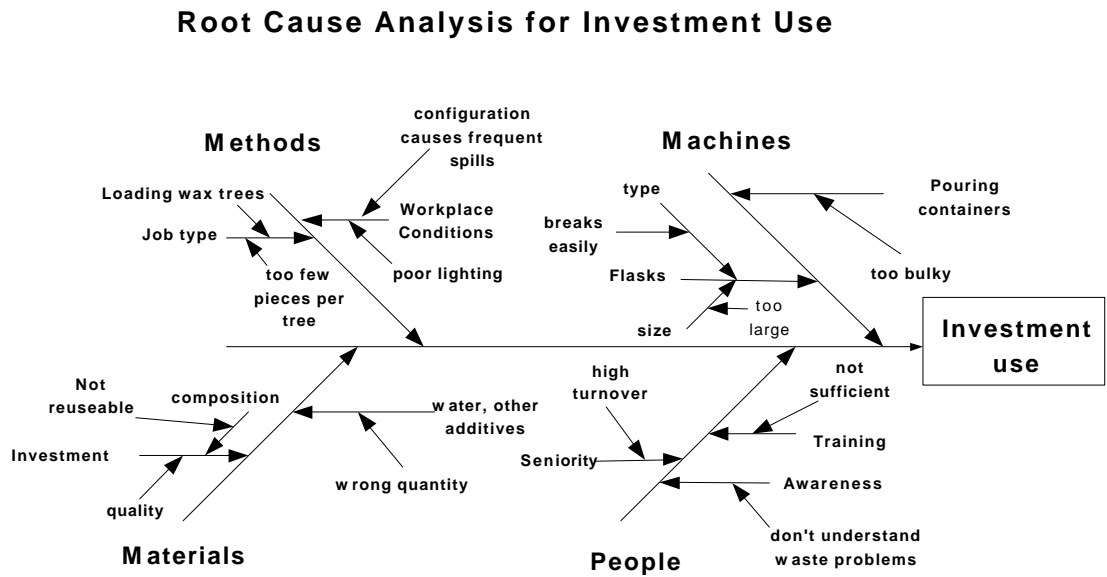 Root Cause Analysis for Investment Use
configuration
causes frequent
spills
Methods
Machines
Loading wax trees
Job type
Workplace
Conditions
too few
pieces per
tree
poor lighting
type
breaks
easily
Flasks
size
too
large
Pouring
containers
too bulky
Investment
use
Not
reuseable
composition
Investment
quality
water, other
additives
wrong quantity
Materials
high
turnover
Seniority
not
sufficient
Training
Awareness
don't understand
waste problems
People